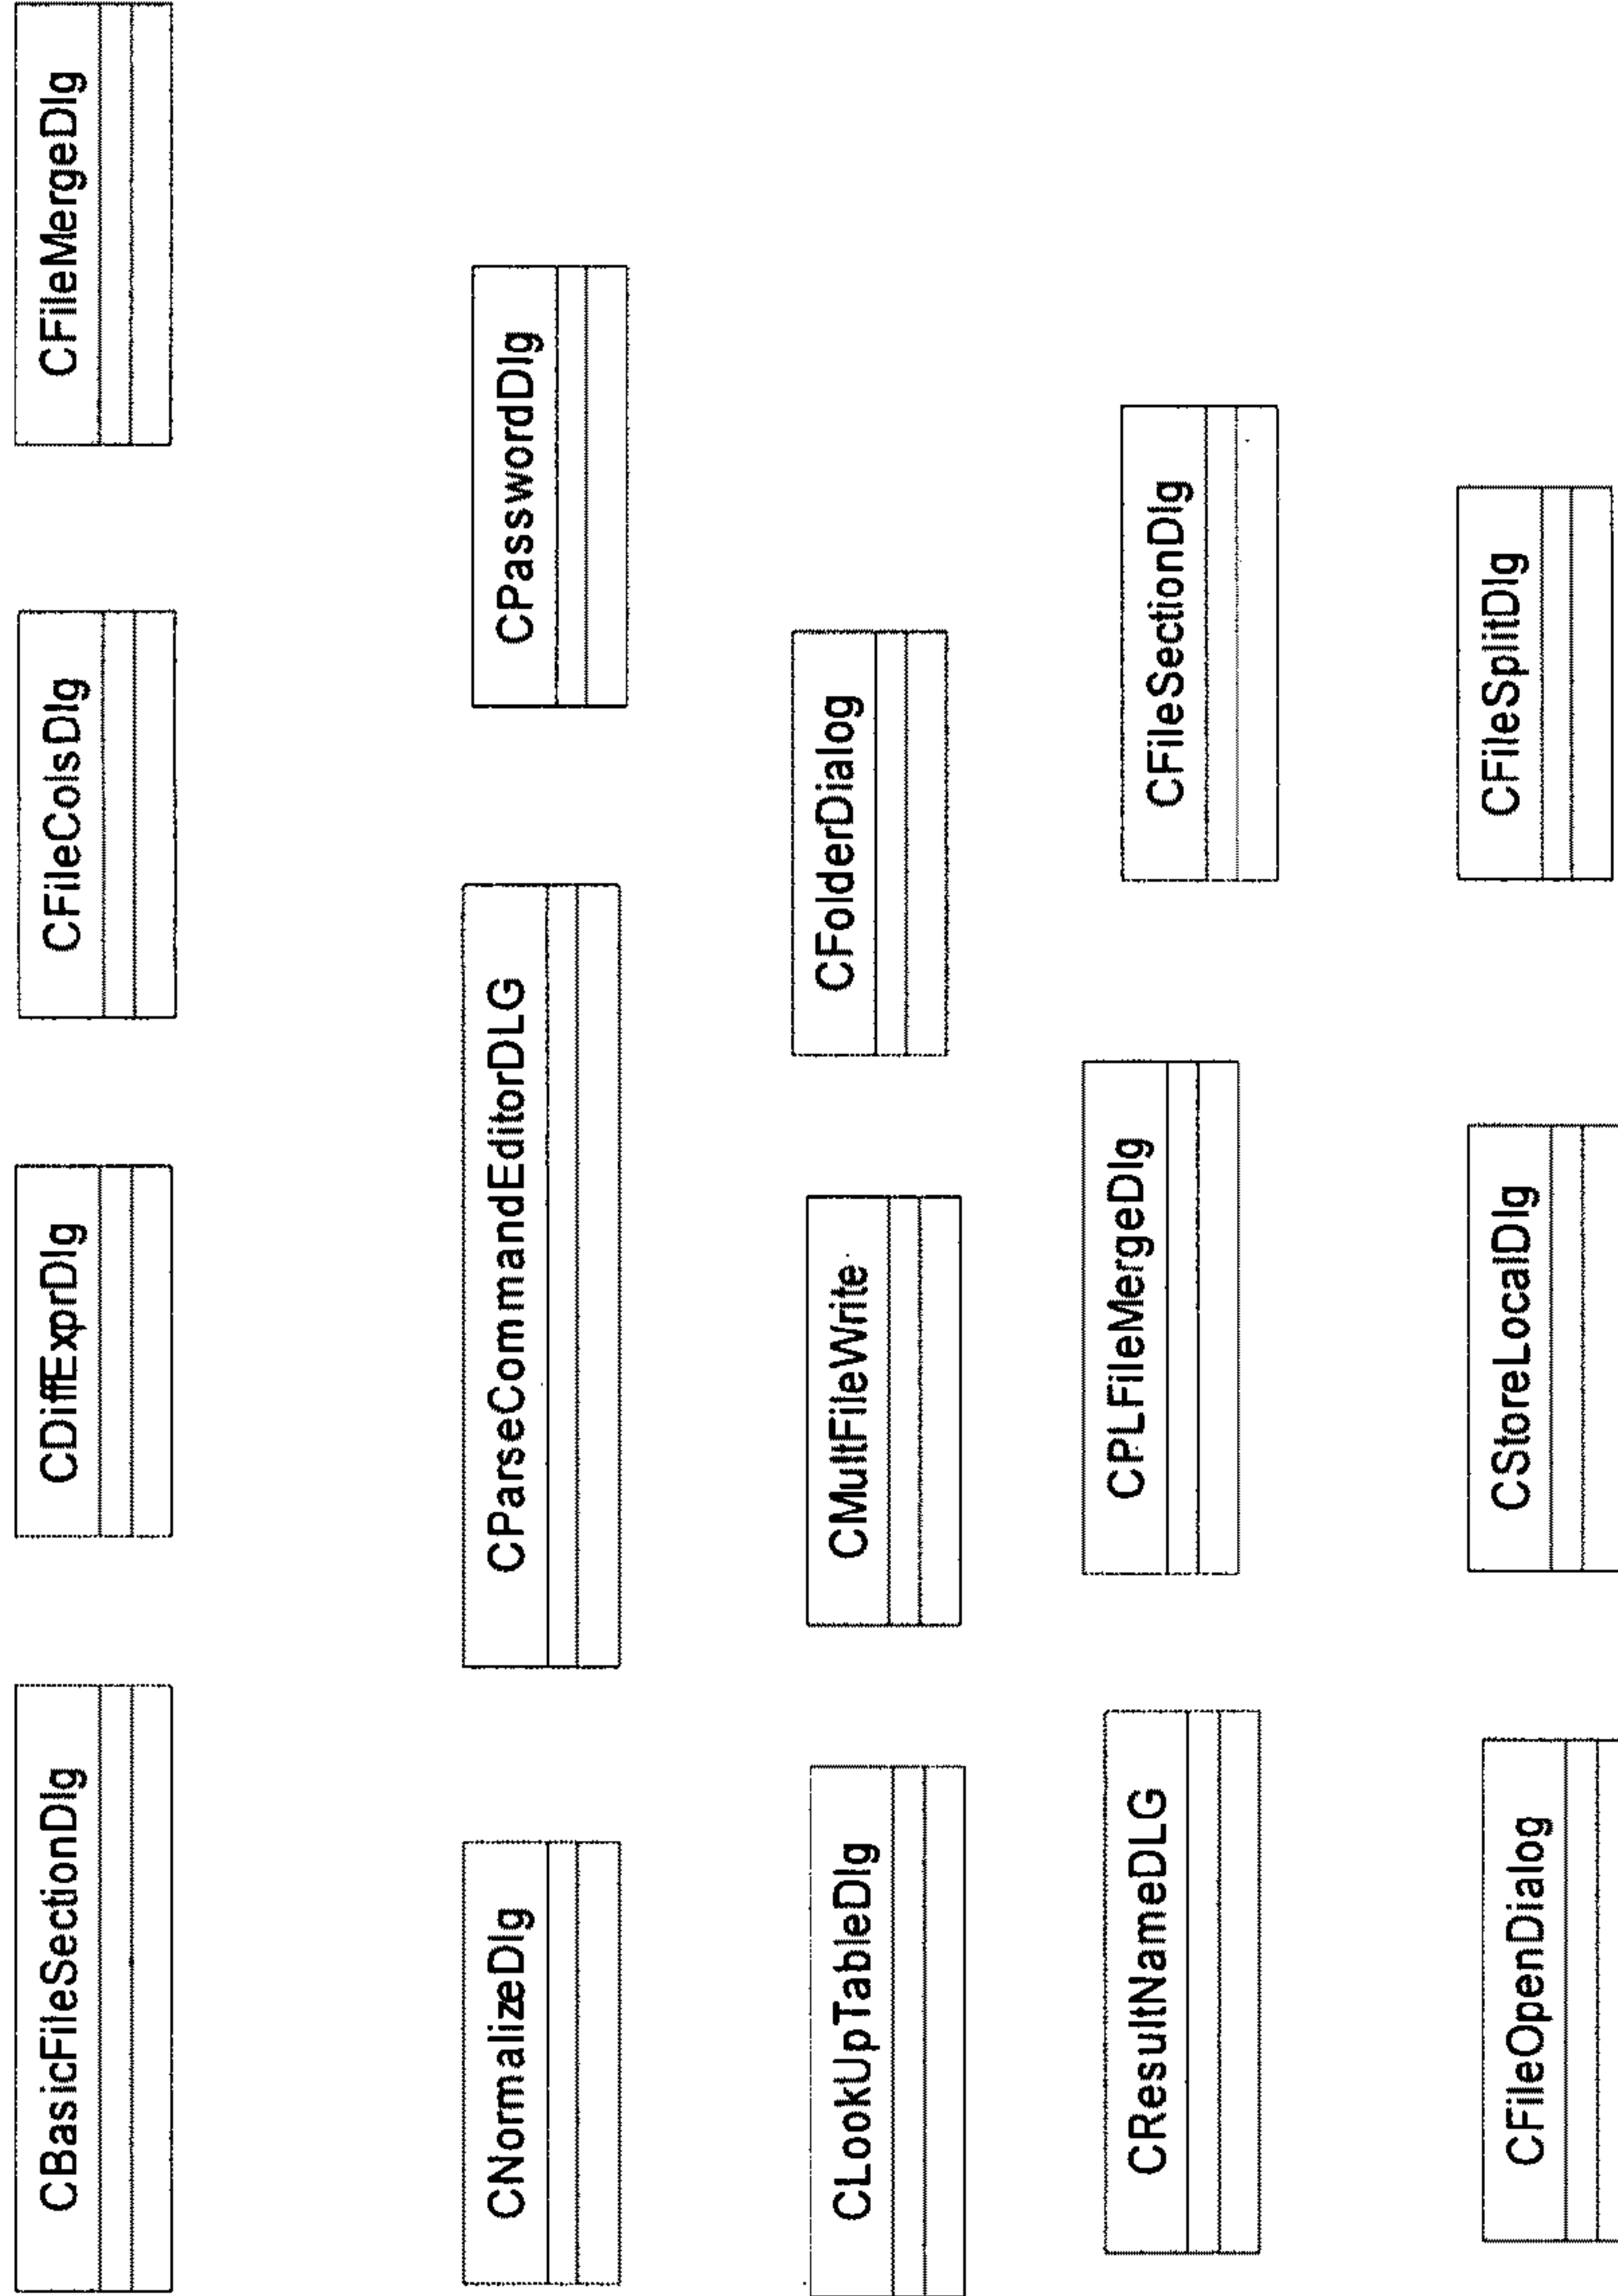 CBasicFileSectionDlg
CDiffExprDlg
CFileColsDlg
CFileMergeDlg
CNormalizeDlg
CParseCommandEditorDLG
CPasswordDlg
CLookUpTableDlg
CMultFileWrite
CFolderDialog
CResultNameDLG
CPLFileMergeDlg
CFileSectionDlg
CFileOpenDialog
CStoreLocalDlg
CFileSplitDlg